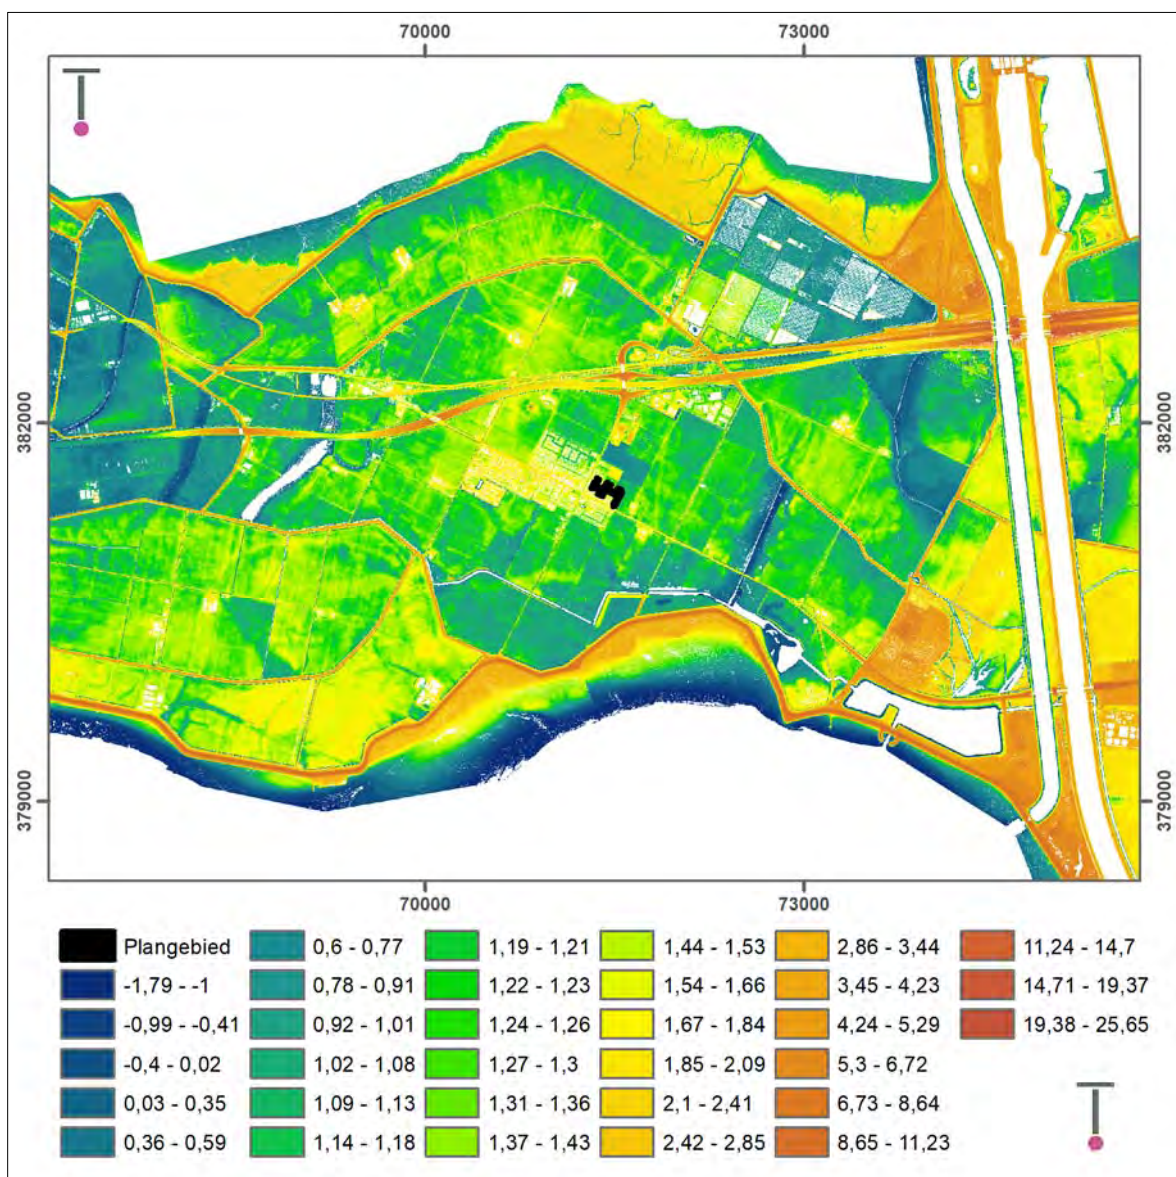 70000 73000
382000 382000
379000 379000
70000 73000
Plangebied 0,6 - 0,77 1,19 - 1,21 1,44 - 1,53 2,86 - 3,44 11,24 - 14,7
-1,79 - -1 0,78 - 0,91 1,22 - 1,23 1,54 - 1,66 3,45 - 4,23 14,71 - 19,37
-0,99 - -0,41 0,92 - 1,01 1,24 - 1,26 1,67 - 1,84 4,24 - 5,29 19,38 - 25,65
-0,4 - 0,02 1,02 - 1,08 1,27 - 1,3 1,85 - 2,09 5,3 - 6,72
0,03 - 0,35 1,09 - 1,13 1,31 - 1,36 2,1 - 2,41 6,73 - 8,64
0,36 - 0,59 1,14 - 1,18 1,37 - 1,43 2,42 - 2,85 8,65 - 11,23